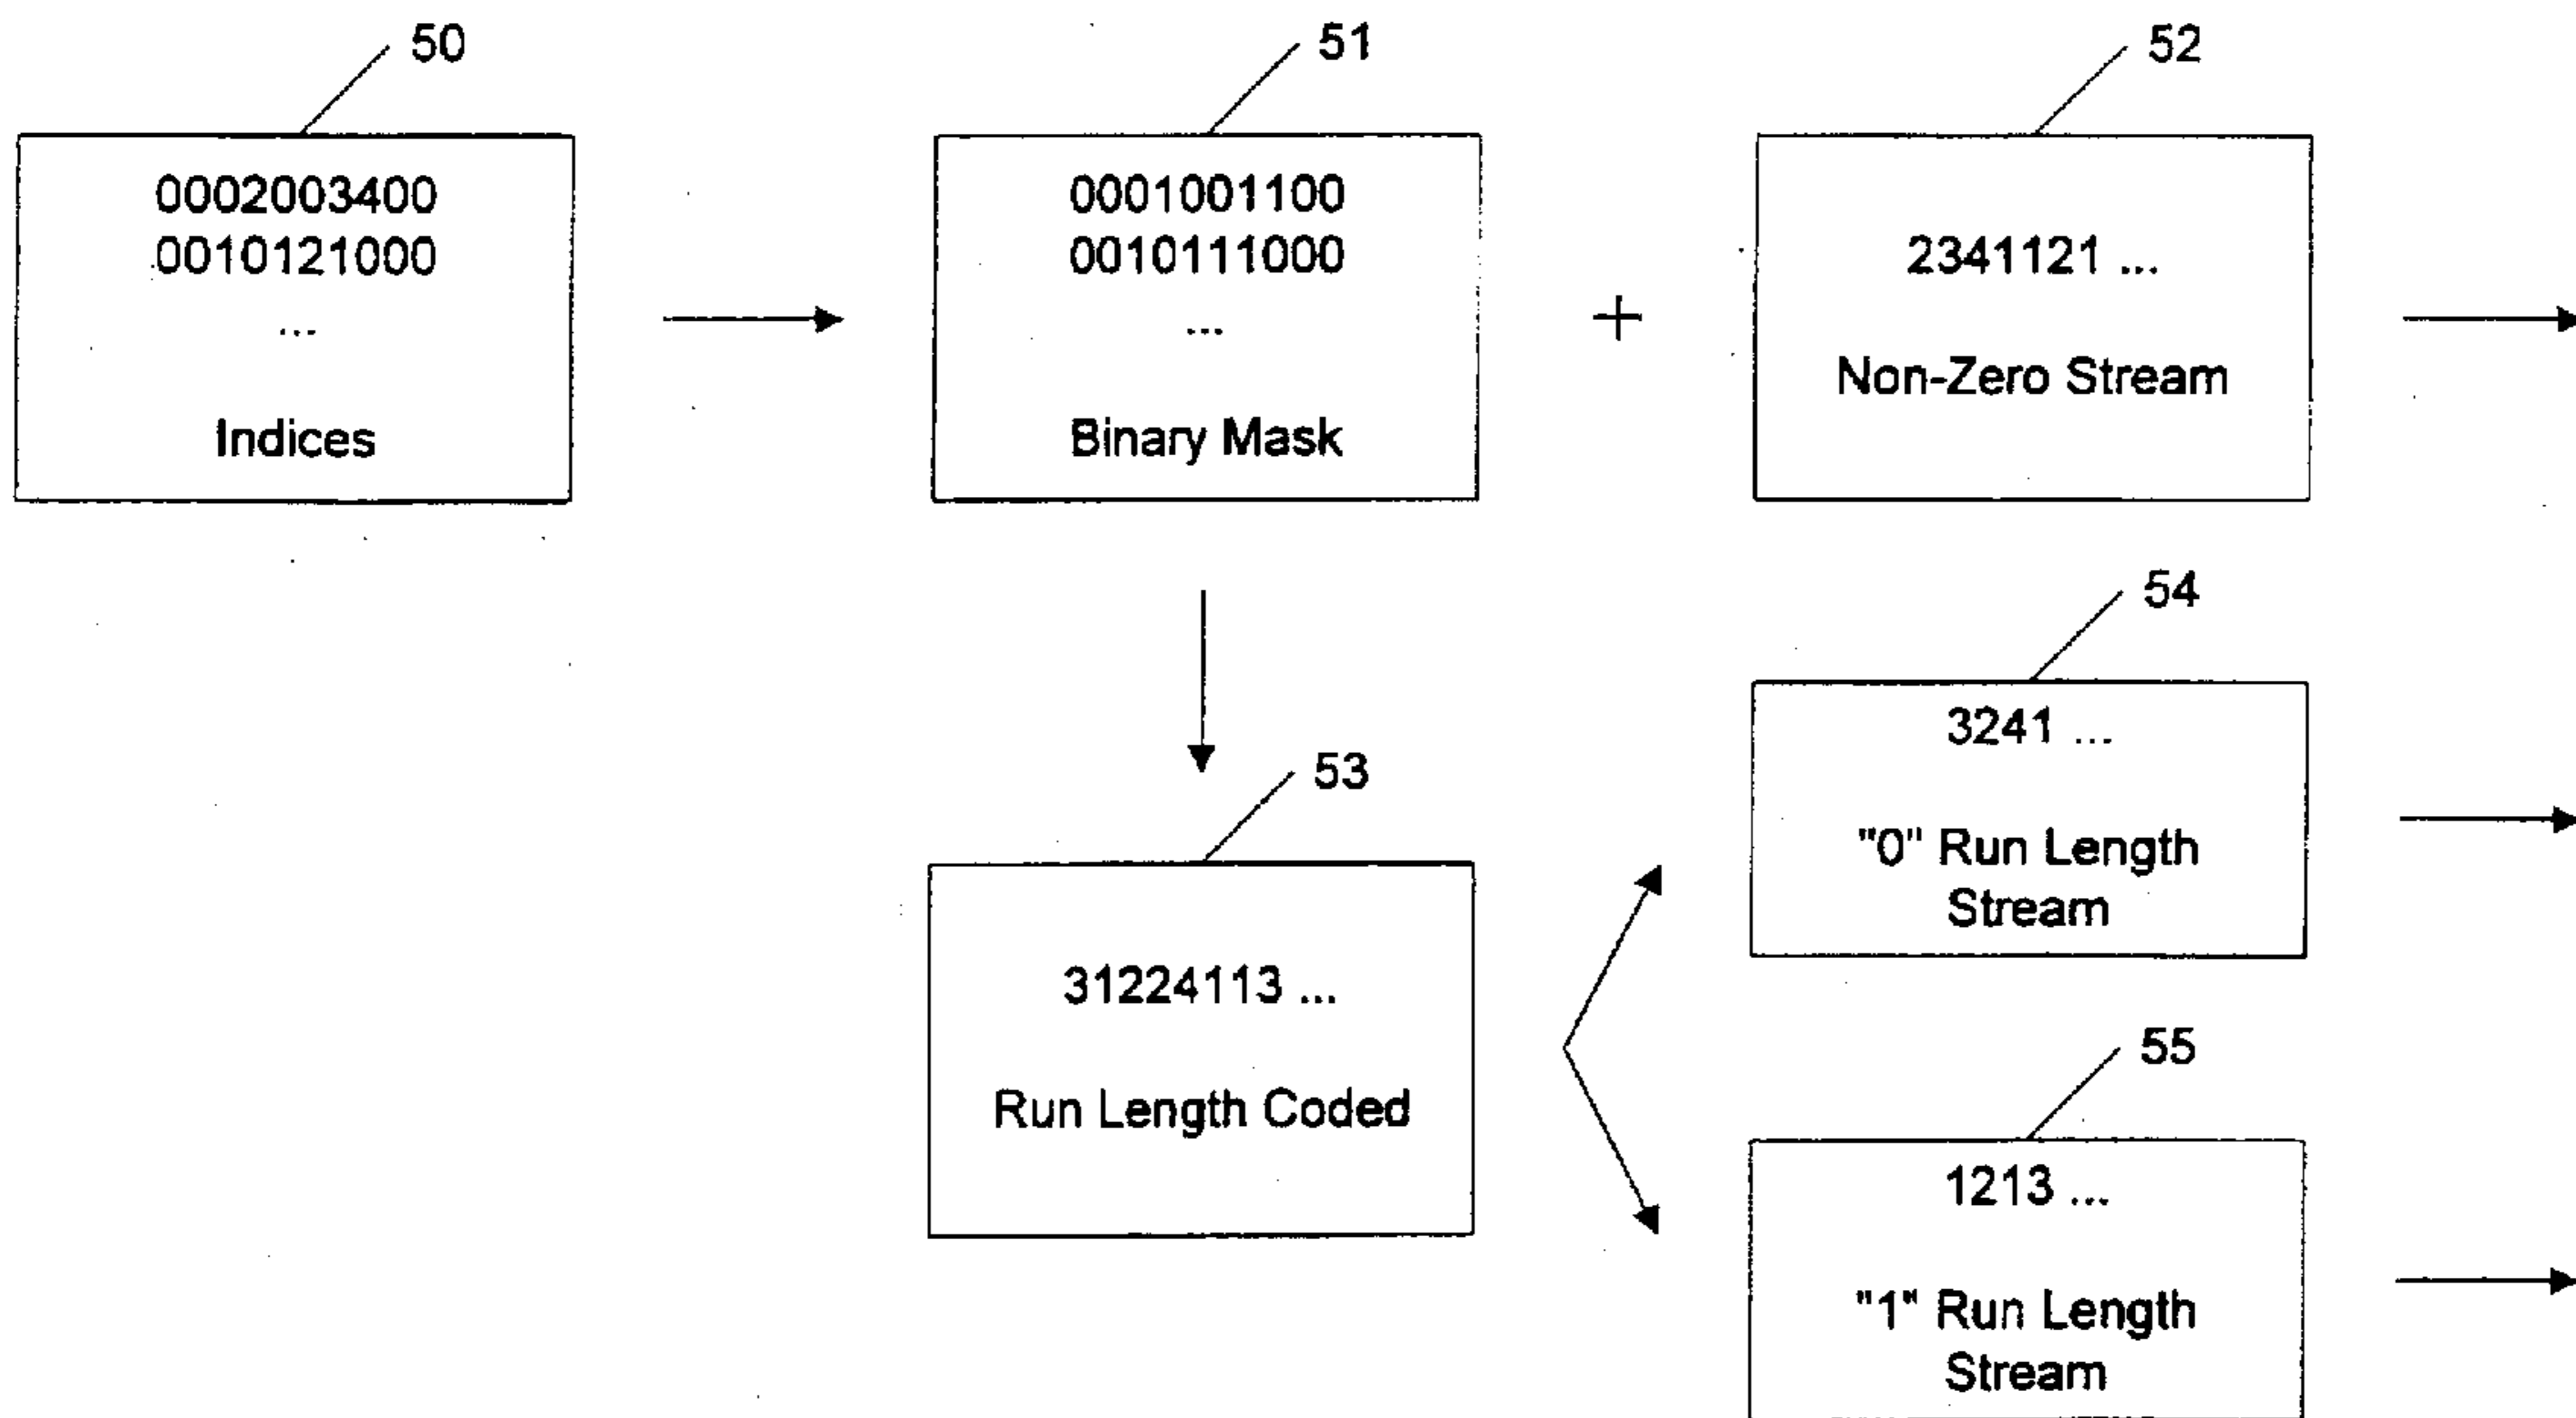 50
0002003400
0010121000
...
Indices
51
0001001100
0010111000
...
Binary Mask
+
52
2341121 ...
Non-Zero Stream
53
31224113 ...
Run Length Coded
54
3241 ...
"0" Run Length
Stream
55
1213 ...
"1" Run Length
Stream